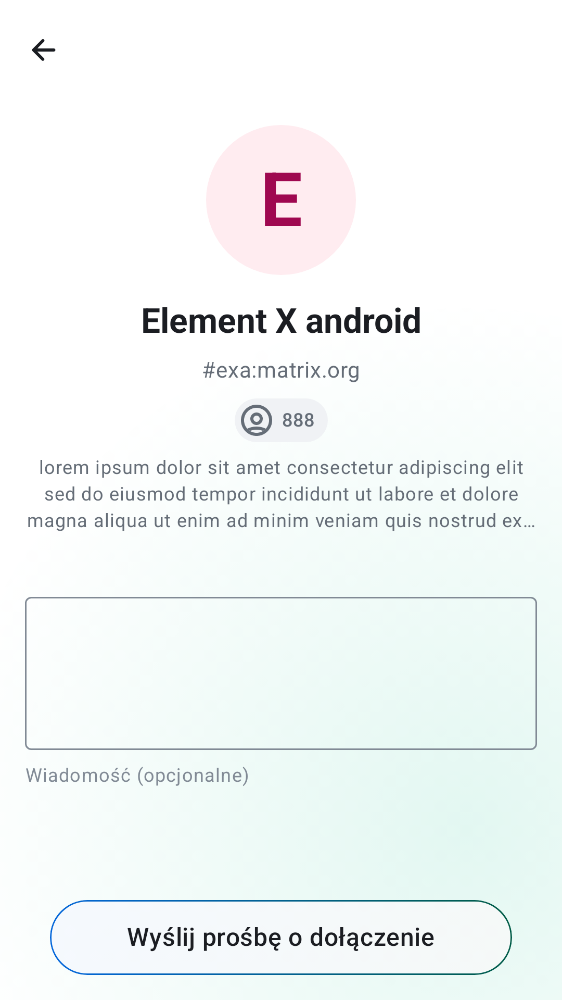 E
Element X android
#exa:matrix.org
888
lorem ipsum dolor sit amet consectetur adipiscing elit
sed do eiusmod tempor incididunt ut labore et dolore
magna aliqua ut enim ad minim veniam quis nostrud ex…
Wiadomość (opcjonalne)
Wyślij prośbę o dołączenie